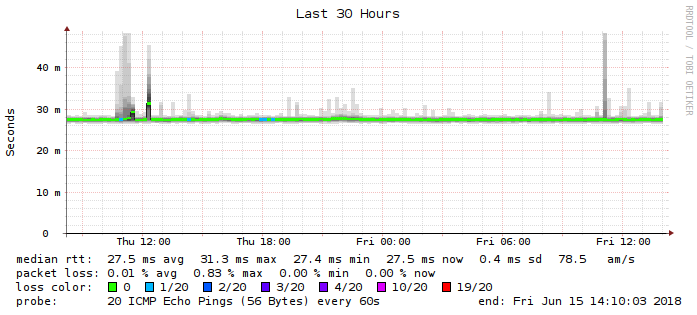 Last 30 Hours
RRDTOOL / TOBI OETIKER
Seconds
40 m
30 m
20 m
10 m
0
Thu 12:00 Thu 18:00 Fri 00:00 Fri 06:00 Fri 12:00
median rtt: 27.5 ms avg 31.3 ms max 27.4 ms min 27.5 ms now 0.4 ms sd 78.5 am/s
packet loss: 0.01 % avg 0.83 % max 0.00 % min 0.00 % now
loss color: 0 1/20 2/20 3/20 4/20 10/20 19/20
probe: 20 ICMP Echo Pings (56 Bytes) every 60s end: Fri Jun 15 14:10:03 2018